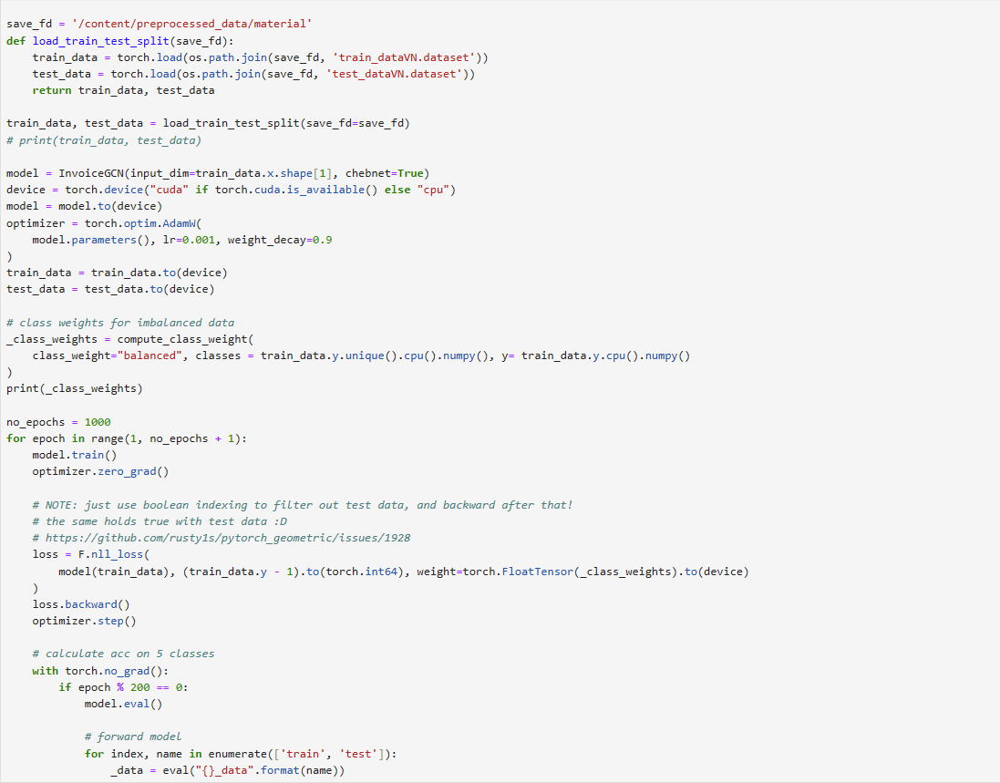 save_fd = '/content/preprocessed_data/material'
def load_train_test_split(save_fd):
    train_data = torch.load(os.path.join(save_fd, 'train_dataVN.dataset'))
    test_data = torch.load(os.path.join(save_fd, 'test_dataVN.dataset'))
    return train_data, test_data

train_data, test_data = load_train_test_split(save_fd=save_fd)
# print(train_data, test_data)

model = InvoiceGCN(input_dim=train_data.x.shape[1], chebnet=True)
device = torch.device("cuda" if torch.cuda.is_available() else "cpu")
model = model.to(device)
optimizer = torch.optim.AdamW(
    model.parameters(), lr=0.001, weight_decay=0.9
)
train_data = train_data.to(device)
test_data = test_data.to(device)

# class weights for imbalanced data
_class_weights = compute_class_weight(
    class_weight="balanced", classes = train_data.y.unique().cpu().numpy(), y= train_data.y.cpu().numpy()
)
print(_class_weights)

no_epochs = 1000
for epoch in range(1, no_epochs + 1):
    model.train()
    optimizer.zero_grad()

    # NOTE: just use boolean indexing to filter out test data, and backward after that!
    # the same holds true with test data :D
    # https://github.com/rusty1s/pytorch_geometric/issues/1928
    loss = F.nll_loss(
        model(train_data), (train_data.y - 1).to(torch.int64), weight=torch.FloatTensor(_class_weights).to(device)
    )
    loss.backward()
    optimizer.step()

    # calculate acc on 5 classes
    with torch.no_grad():
        if epoch % 200 == 0:
            model.eval()

            # forward model
            for index, name in enumerate(['train', 'test']):
                _data = eval("{}_data".format(name))